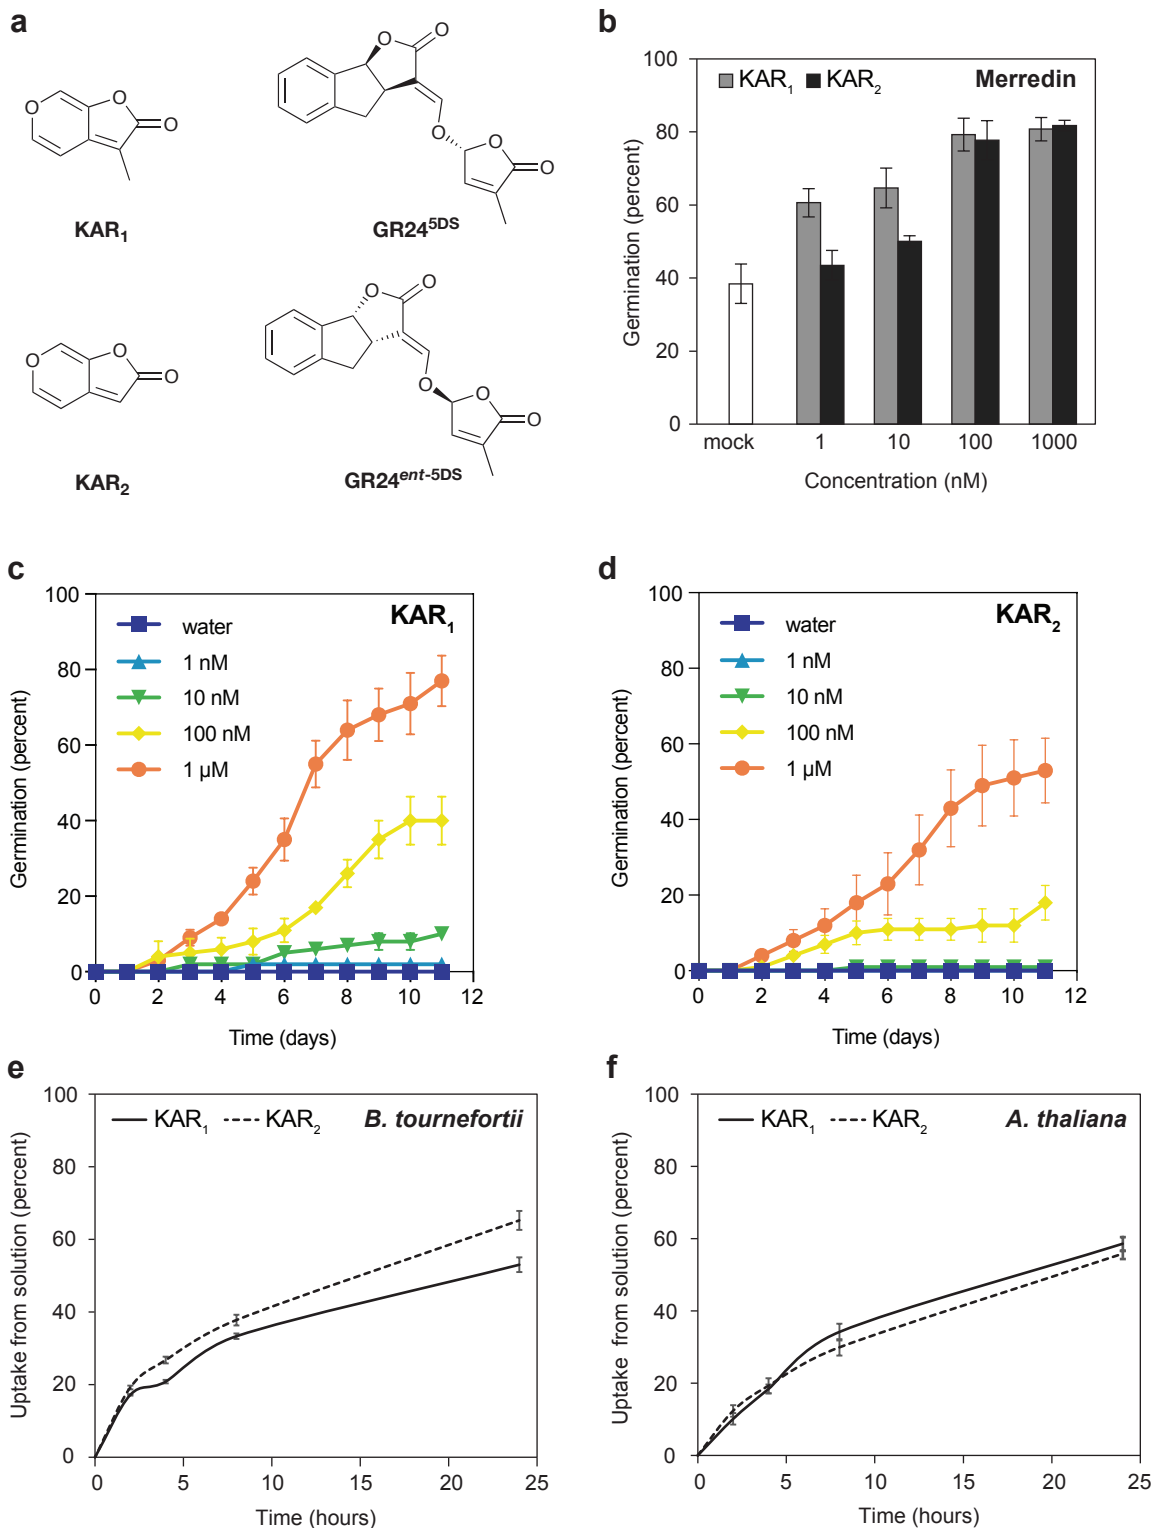 a
O
O
O
KAR1
O
O
O
O
O
GR24^5DS
O
O
O
KAR2
O
O
O
O
O
GR24^ent-5DS
b
KAR1 KAR2 Merredin
Germination (percent)
80
60
40
20
0
mock 1 10 100 1000
Concentration (nM)
c
KAR1
water
1 nM
10 nM
100 nM
1 µM
Germination (percent)
100
80
60
40
20
0
0 2 4 6 8 10 12
Time (days)
d
KAR2
water
1 nM
10 nM
100 nM
1 µM
Germination (percent)
100
80
60
40
20
0
0 2 4 6 8 10 12
Time (days)
e
KAR1 KAR2 B. tournefortii
Uptake from solution (percent)
100
80
60
40
20
0
0 5 10 15 20 25
Time (hours)
f
KAR1 KAR2 A. thaliana
Uptake from solution (percent)
100
80
60
40
20
0
0 5 10 15 20 25
Time (hours)